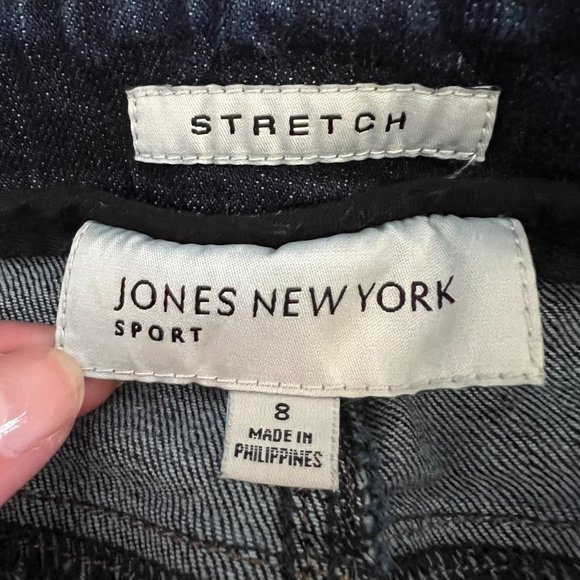 STRETCH
JONES NEW YORK
SPORT
8
MADE IN
PHILIPPINES